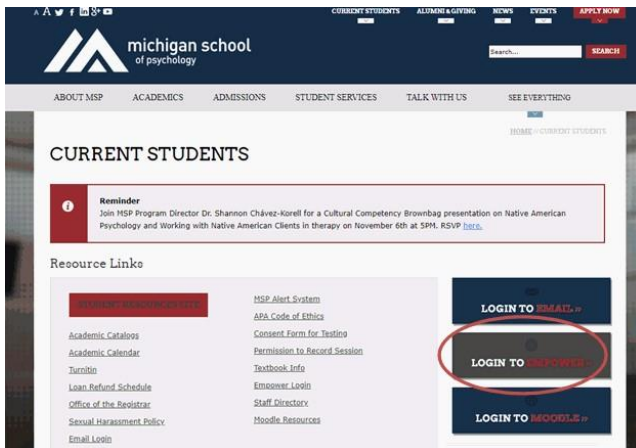 A A
CURRENT STUDENTS ALUMNI & GIVING NEWS EVENTS APPLY NOW
michigan school
of psychology
Search... SEARCH
ABOUT MSP ACADEMICS ADMISSIONS STUDENT SERVICES TALK WITH US SEE EVERYTHING
HOME » CURRENT STUDENTS
CURRENT STUDENTS
Reminder
Join MSP Program Director Dr. Shannon Chávez-Korell for a Cultural Competency Brownbag presentation on Native American
Psychology and Working with Native American Clients in therapy on November 6th at 5PM. RSVP here.
Resource Links
STUDENT RESOURCES SITE
Academic Catalogs
Academic Calendar
Turnitin
Loan Refund Schedule
Office of the Registrar
Sexual Harassment Policy
Email Login
MSP Alert System
APA Code of Ethics
Consent Form for Testing
Permission to Record Session
Textbook Info
Empower Login
Staff Directory
Moodle Resources
LOGIN TO EMAIL »
LOGIN TO EMPOWER »
LOGIN TO MOODLE »